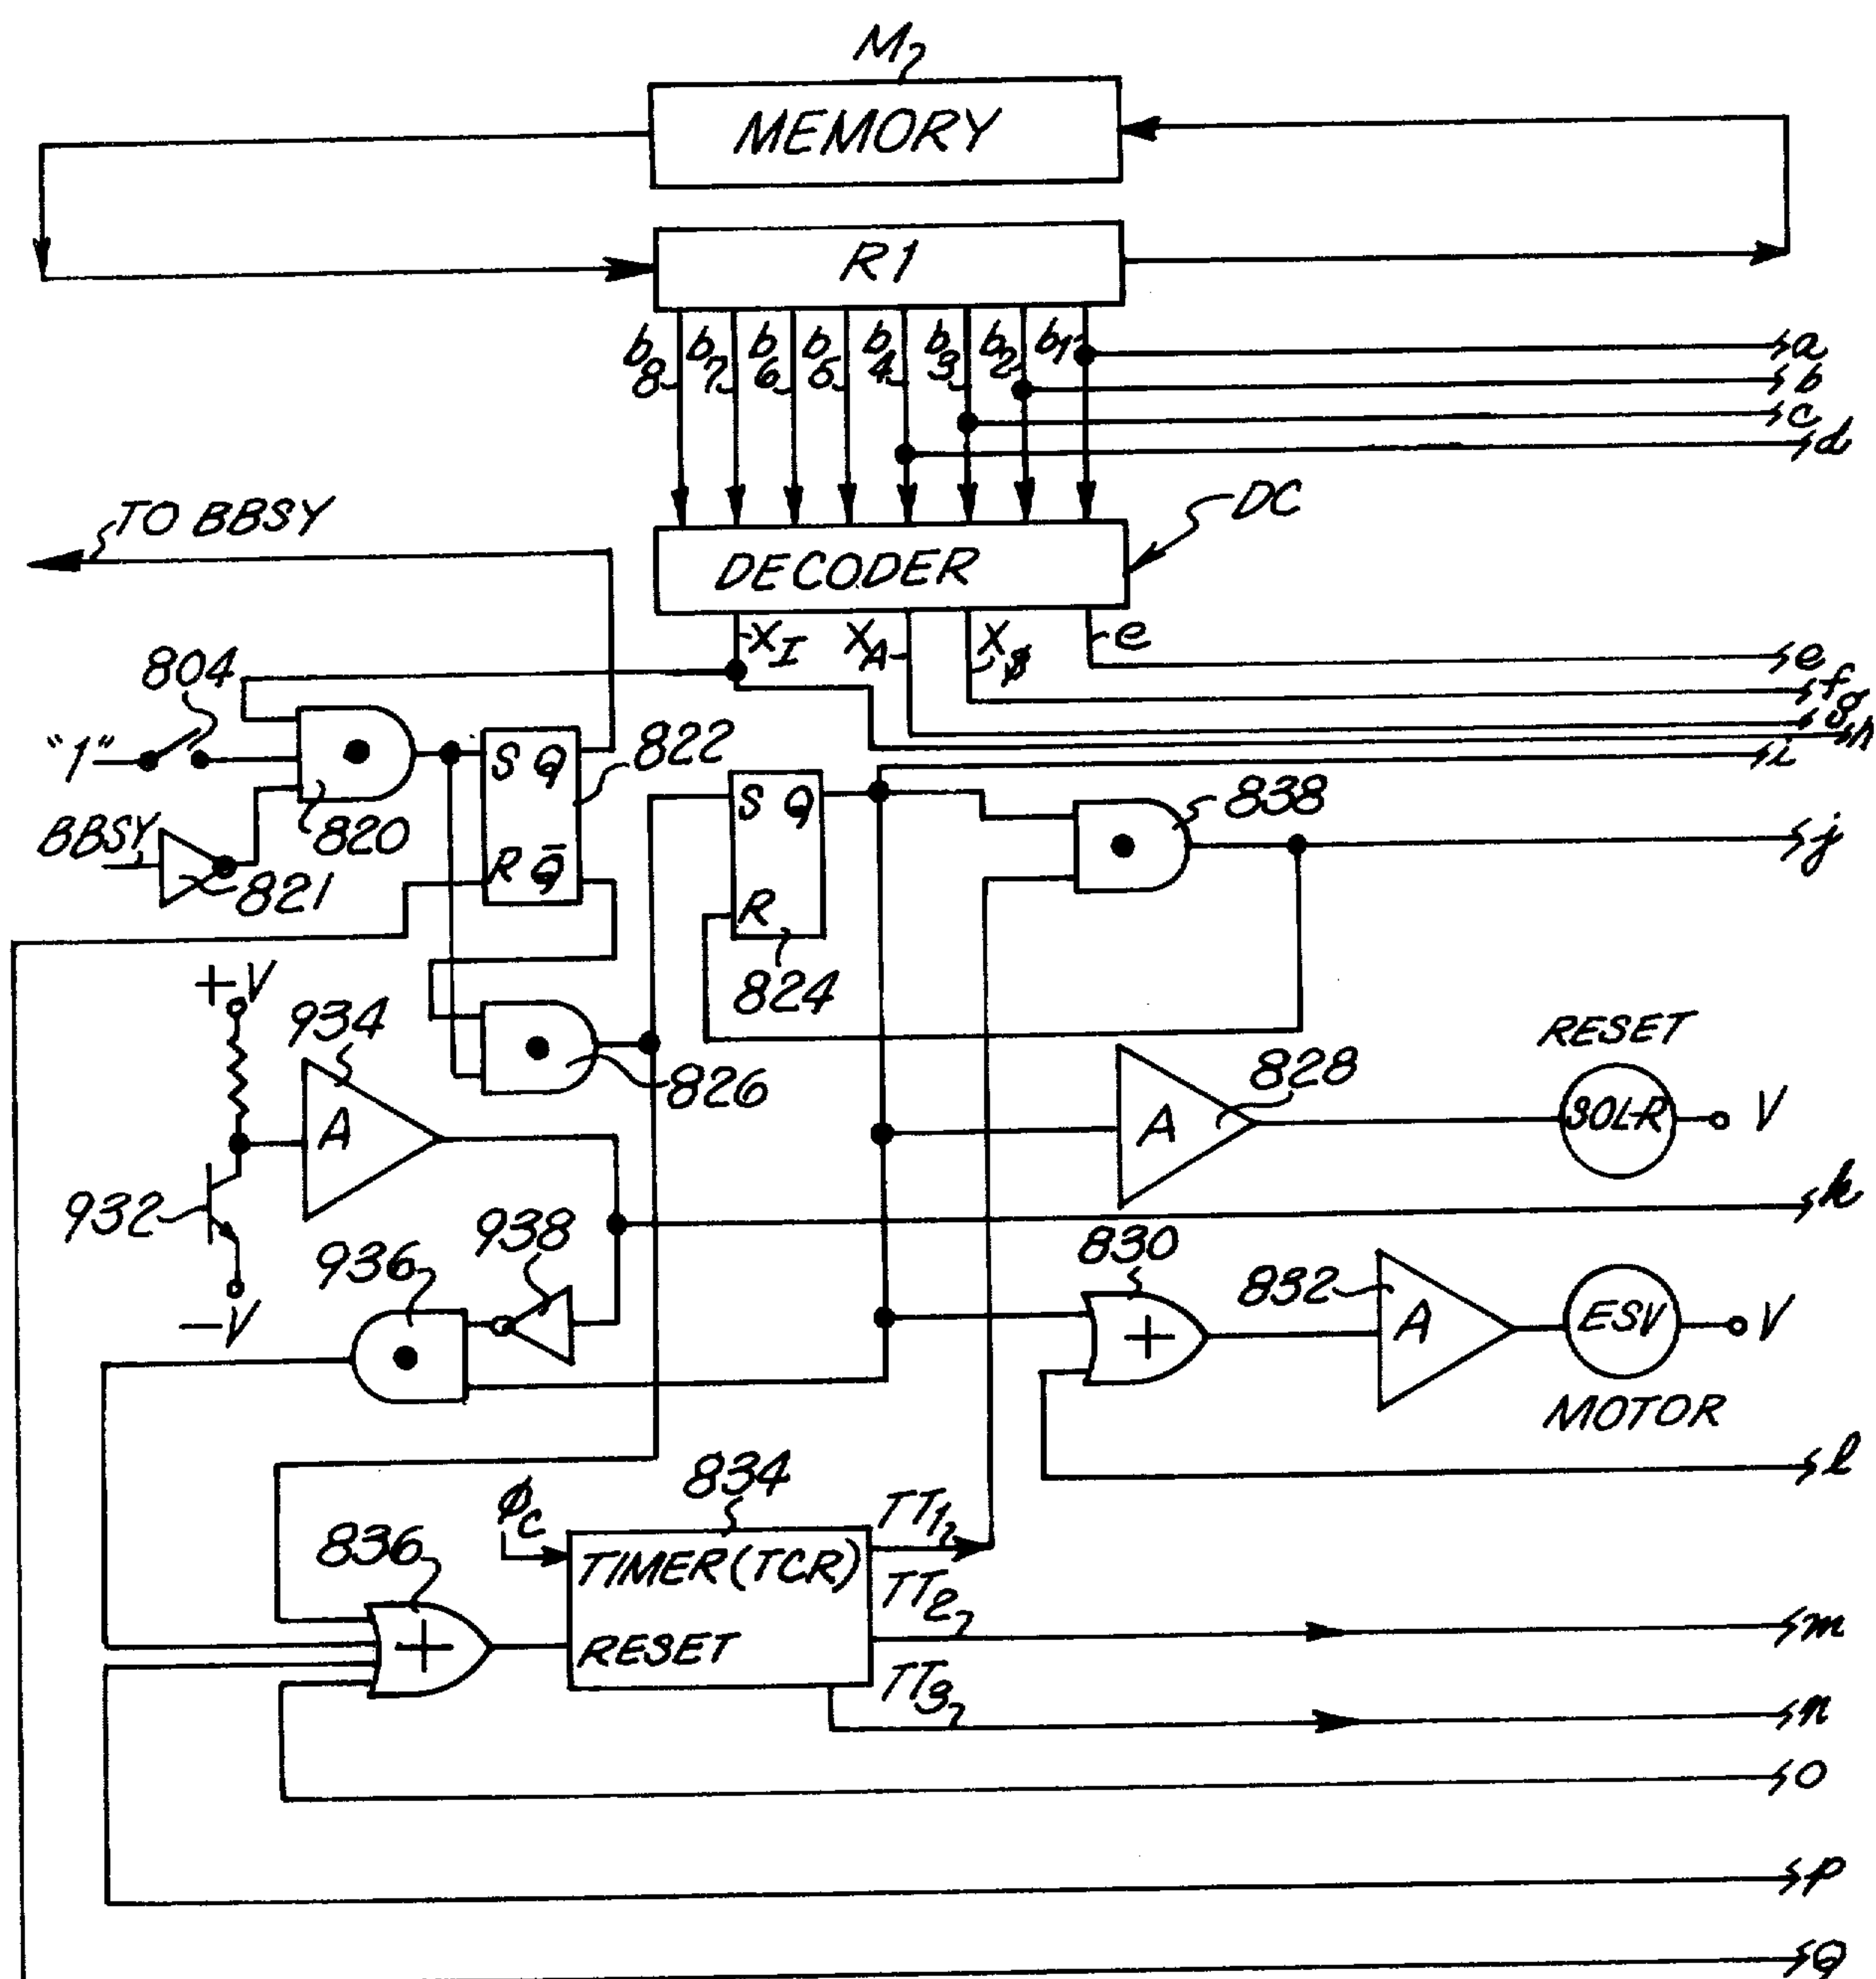 M2
MEMORY
R1
b8 b7 b6 b5 b4 b3 b2 b1
a
b
c
d
TO BBSY
DC
DECODER
XI XA Xø e
e
f
g
h
i
804
"1"
820
BBSY
821
S Q
R Q̄
822
S Q
R
824
838
j
+V
934
A
932
-V
826
RESET
828
A
SOL-R
V
k
938
936
830
832
A
ESV
V
MOTOR
l
834
øC
TIMER (TCR)
RESET
TT1
TT2
TT3
836
m
n
o
p
Q